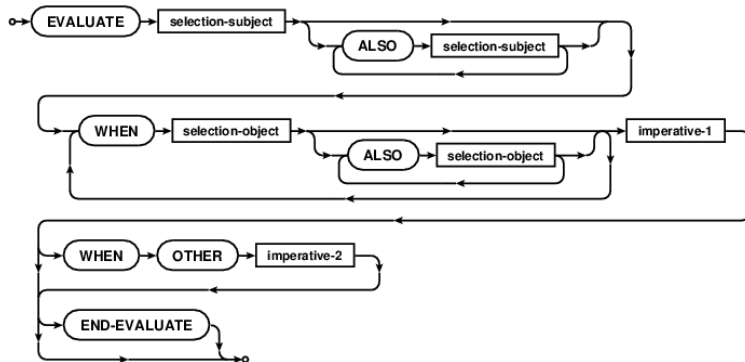 EVALUATE selection-subject
ALSO selection-subject
WHEN selection-object imperative-1
ALSO selection-object
WHEN OTHER imperative-2
END-EVALUATE